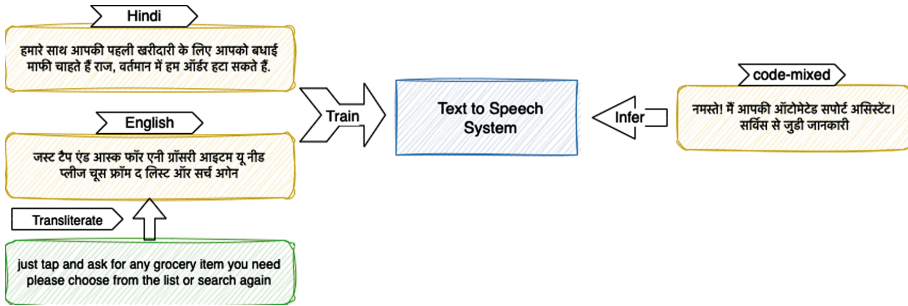 Hindi
हमारे साथ आपकी पहली खरीदारी के लिए आपको बधाई
माफी चाहते हैं राज, वर्तमान में हम ऑर्डर हटा सकते हैं.
English
जस्ट टैप एंड आस्क फॉर एनी ग्रॉसरी आइटम यू नीड
प्लीज चूस फ्रॉम द लिस्ट ऑर सर्च अगेन
Transliterate
just tap and ask for any grocery item you need
please choose from the list or search again
Train
Text to Speech
System
Infer
code-mixed
नमस्ते! मैं आपकी ऑटोमेटेड सपोर्ट असिस्टेंट।
सर्विस से जुडी जानकारी